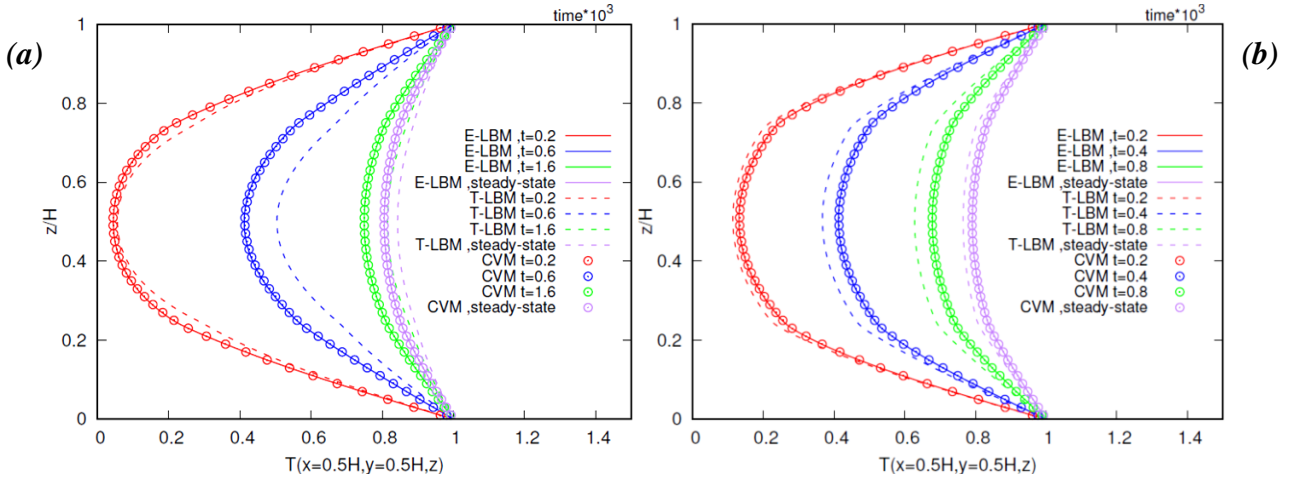 (a)
time*10³
1
0.8
0.6
0.4
0.2
0
z/H
0 0.2 0.4 0.6 0.8 1 1.2 1.4
T(x=0.5H,y=0.5H,z)
E-LBM ,t=0.2
E-LBM ,t=0.6
E-LBM ,t=1.6
E-LBM ,steady-state
T-LBM t=0.2
T-LBM t=0.6
T-LBM t=1.6
T-LBM ,steady-state
CVM t=0.2
CVM t=0.6
CVM t=1.6
CVM ,steady-state
(b)
time*10³
1
0.8
0.6
0.4
0.2
0
z/H
0 0.2 0.4 0.6 0.8 1 1.2 1.4
T(x=0.5H,y=0.5H,z)
E-LBM ,t=0.2
E-LBM ,t=0.4
E-LBM ,t=0.8
E-LBM ,steady-state
T-LBM t=0.2
T-LBM t=0.4
T-LBM t=0.8
T-LBM ,steady-state
CVM t=0.2
CVM t=0.4
CVM t=0.8
CVM ,steady-state